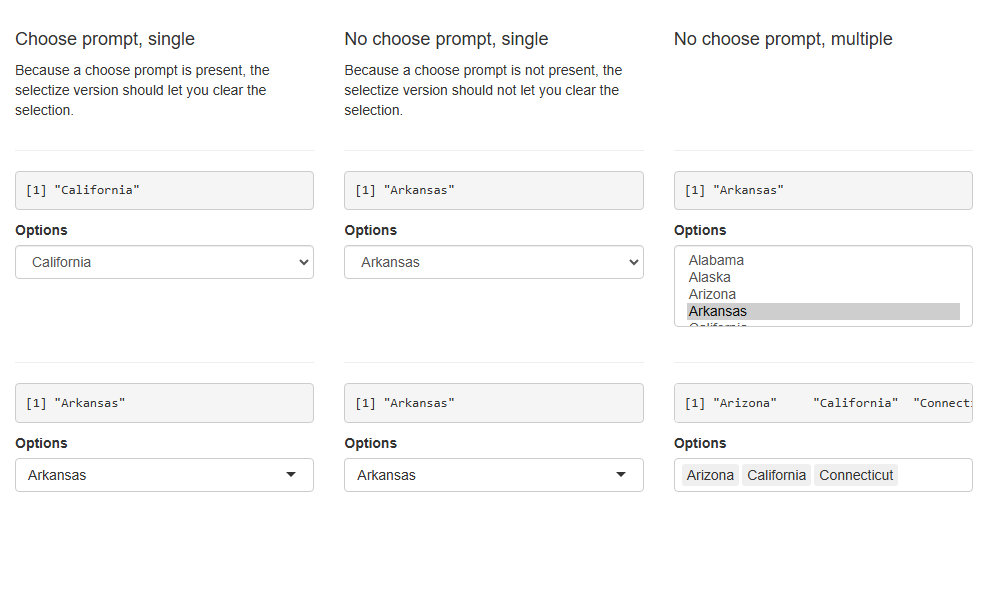 Choose prompt, single
Because a choose prompt is present, the
selectize version should let you clear the
selection.
[1] "California"
Options
California
[1] "Arkansas"
Options
Arkansas
No choose prompt, single
Because a choose prompt is not present, the
selectize version should not let you clear the
selection.
[1] "Arkansas"
Options
Arkansas
[1] "Arkansas"
Options
Arkansas
No choose prompt, multiple
[1] "Arkansas"
Options
Alabama
Alaska
Arizona
Arkansas
California
[1] "Arizona" "California" "Connecti
Options
Arizona California Connecticut